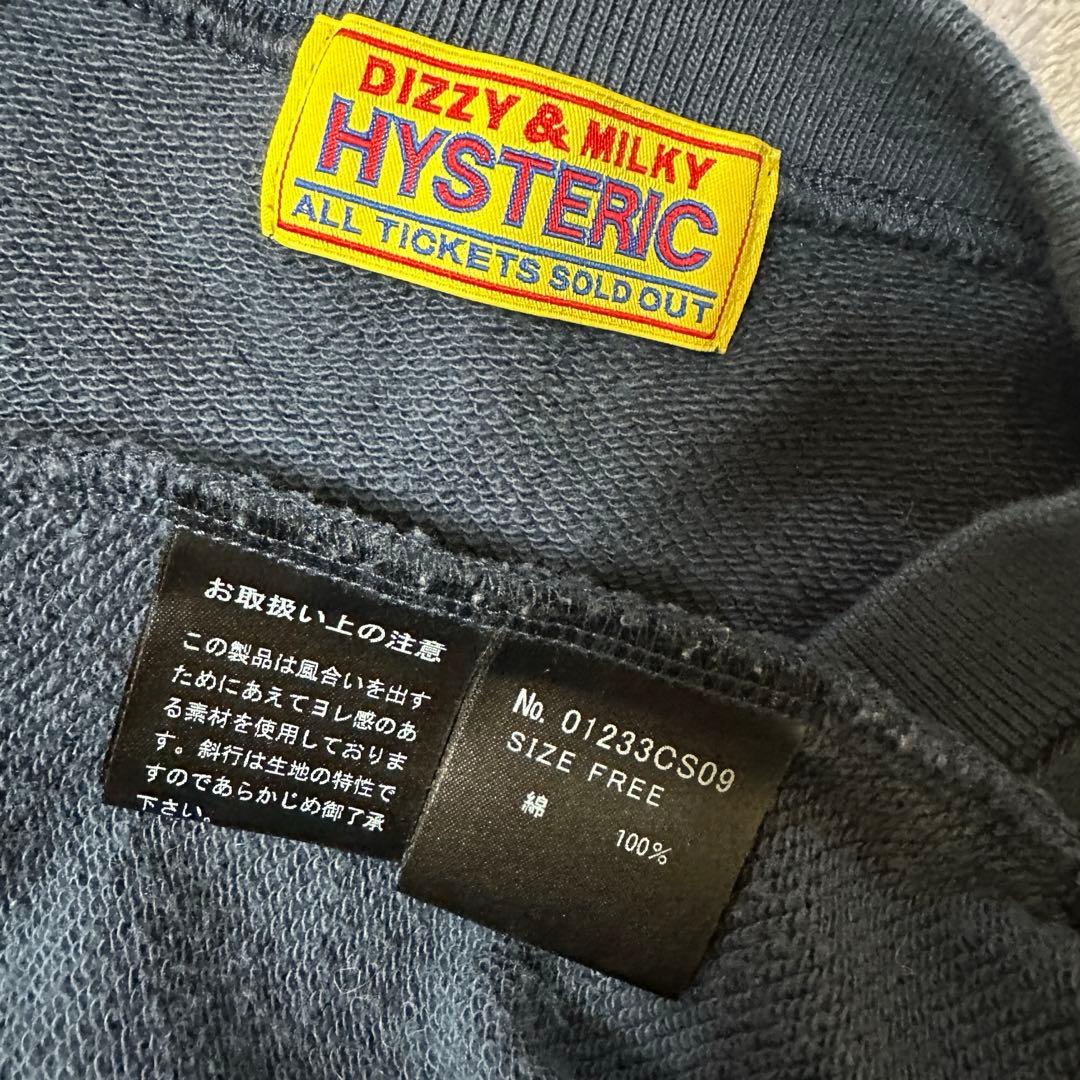 DIZZY & MILKY
HYSTERIC
ALL TICKETS SOLD OUT
お取扱い上の注意
この製品は風合いを出す
ためにあえてヨレ感のあ
る素材を使用しておりま
す。斜行は生地の特性で
すのであらかじめ御了承
下さい。
No. 01233CS09
SIZE FREE
綿 100%